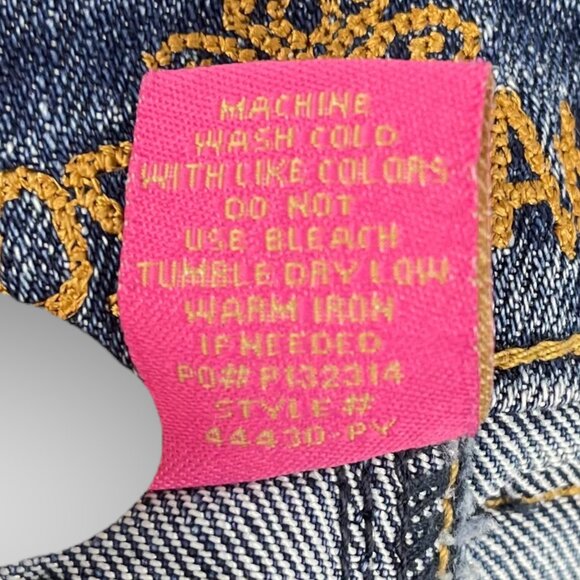 MACHINE
WASH COLD
WITH LIKE COLORS
DO NOT
USE BLEACH
TUMBLE DRY LOW
WARM IRON
IF NEEDED
PO## P132314
STYLE#
44430-PY